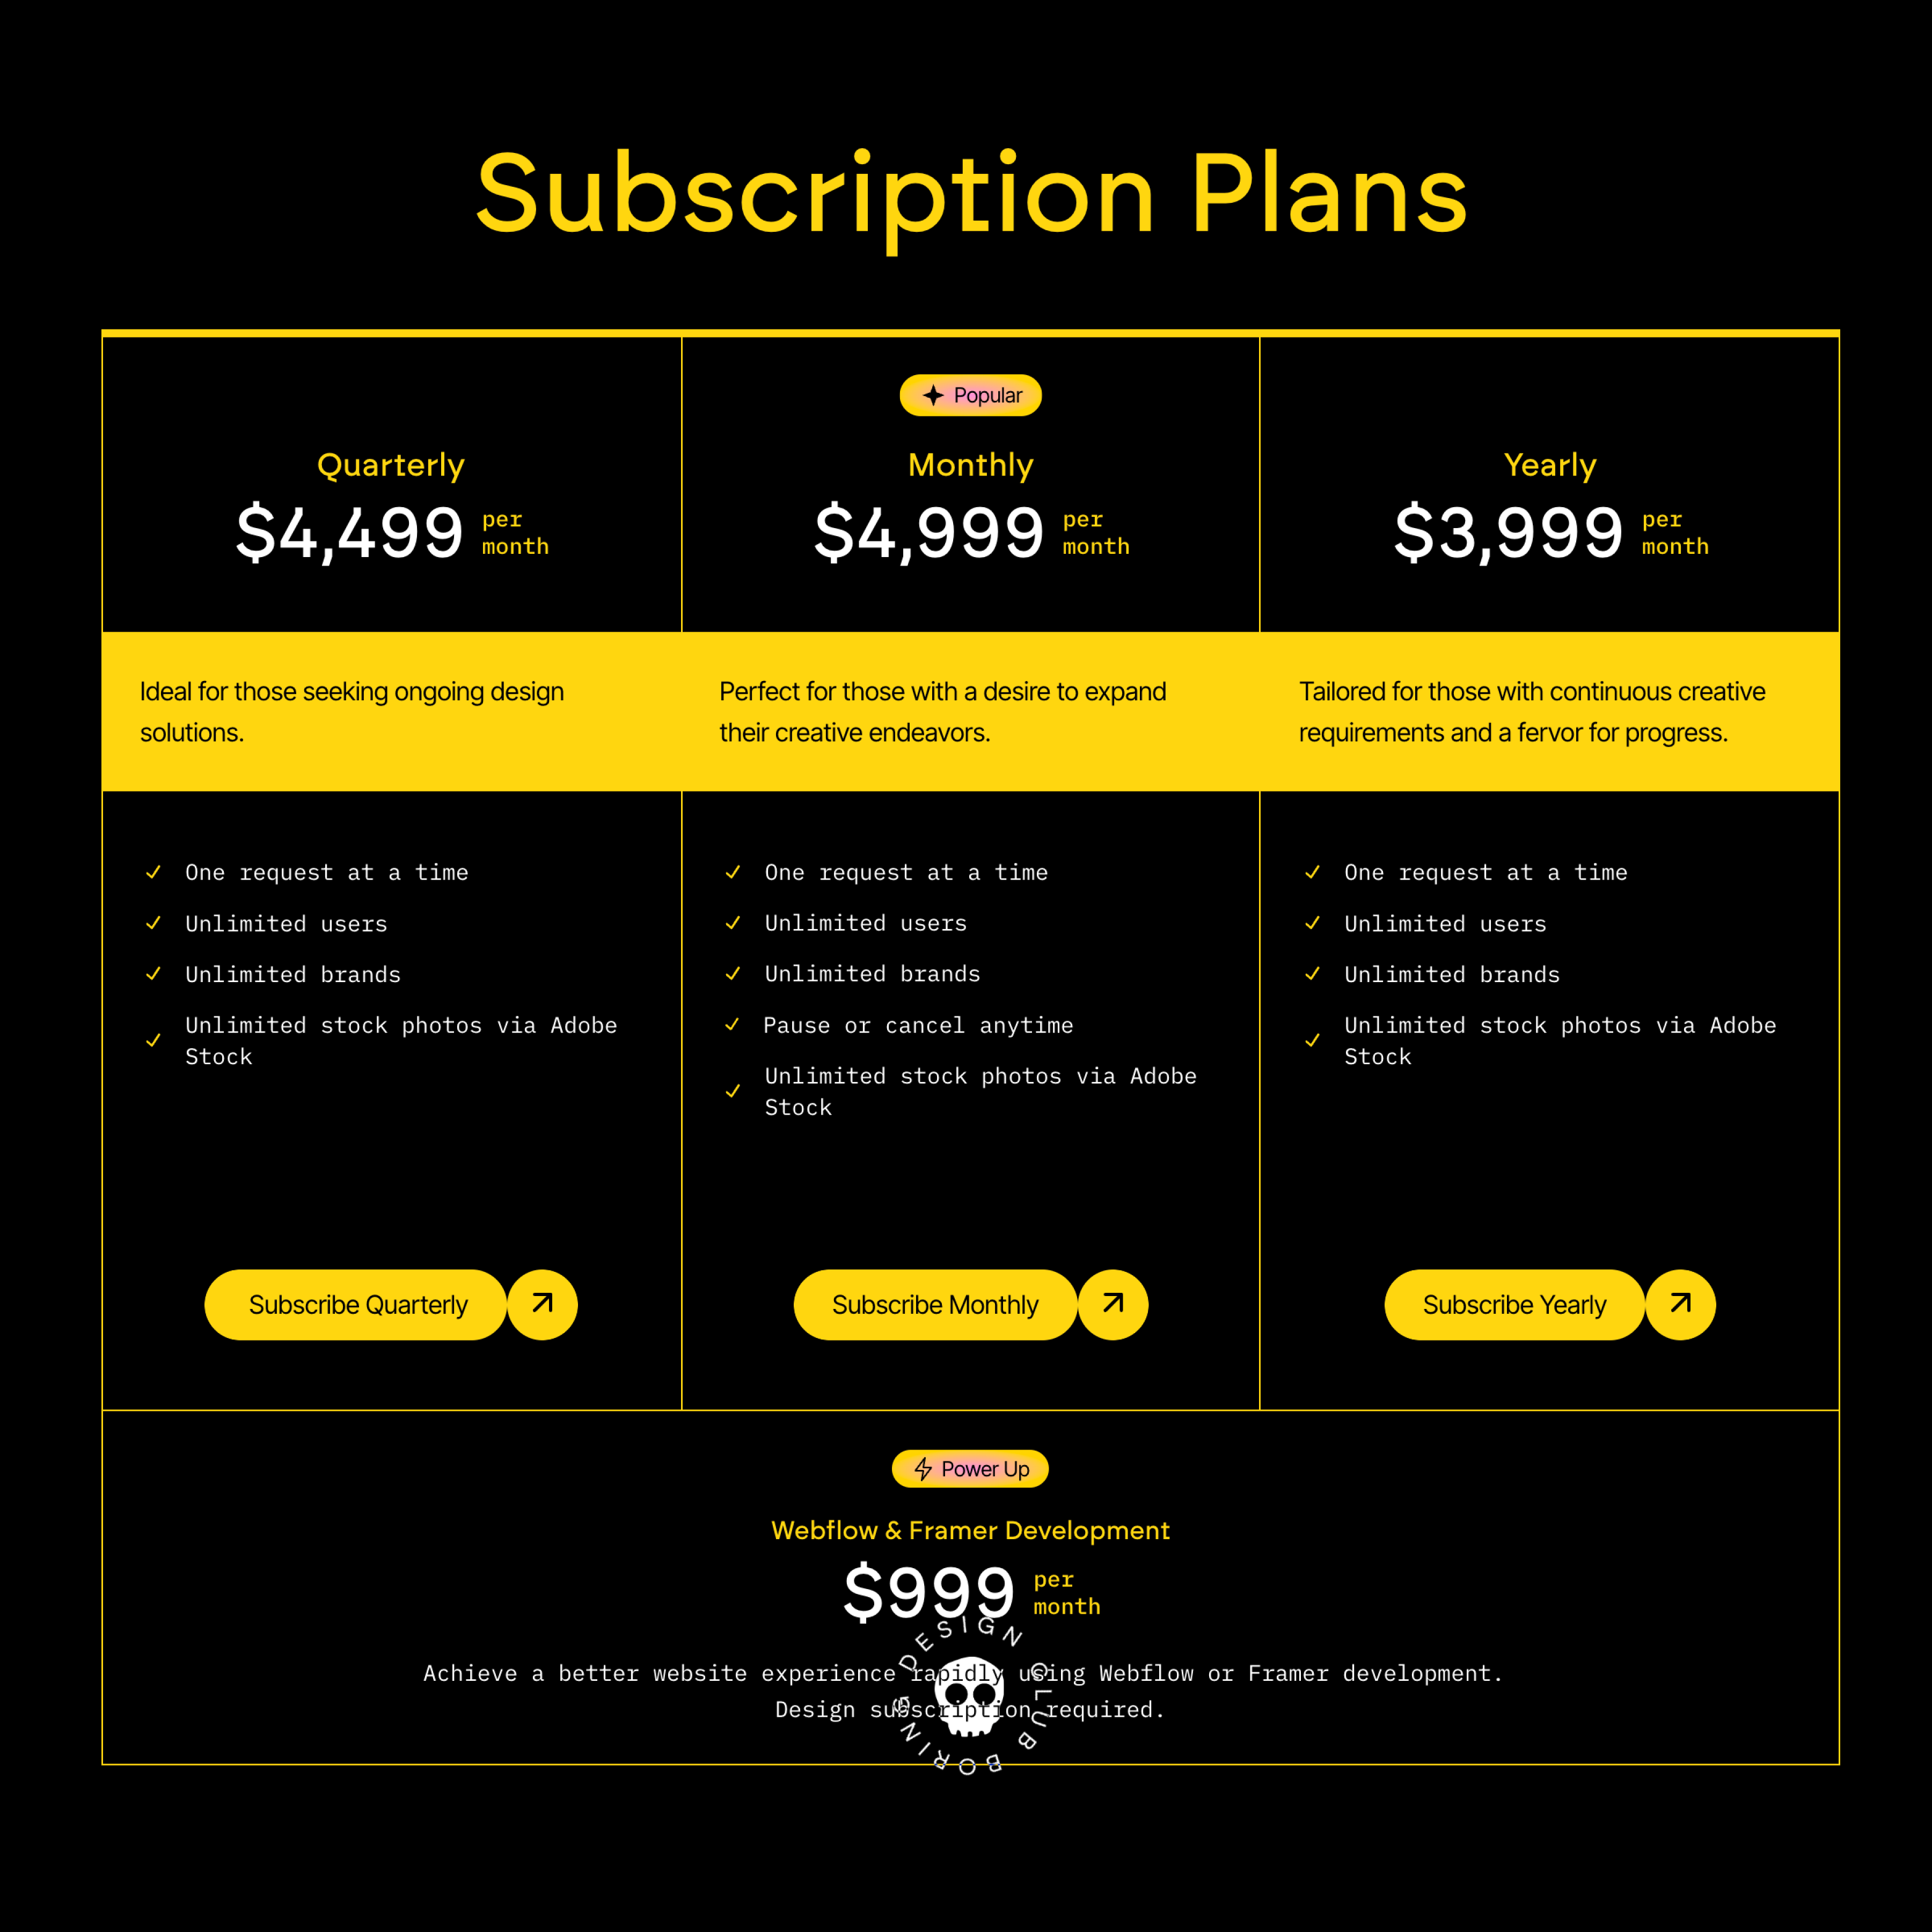 Subscription Plans
Quarterly
$4,499 per
month
Popular
Monthly
$4,999 per
month
Yearly
$3,999 per
month
Ideal for those seeking ongoing design
solutions.
Perfect for those with a desire to expand
their creative endeavors.
Tailored for those with continuous creative
requirements and a fervor for progress.
One request at a time
Unlimited users
Unlimited brands
Unlimited stock photos via Adobe
Stock
Subscribe Quarterly
One request at a time
Unlimited users
Unlimited brands
Pause or cancel anytime
Unlimited stock photos via Adobe
Stock
Subscribe Monthly
One request at a time
Unlimited users
Unlimited brands
Unlimited stock photos via Adobe
Stock
Subscribe Yearly
Power Up
Webflow & Framer Development
$999 per
month
Achieve a better website experience rapidly using Webflow or Framer development.
Design subscription required.
BORING DESIGN CLUB